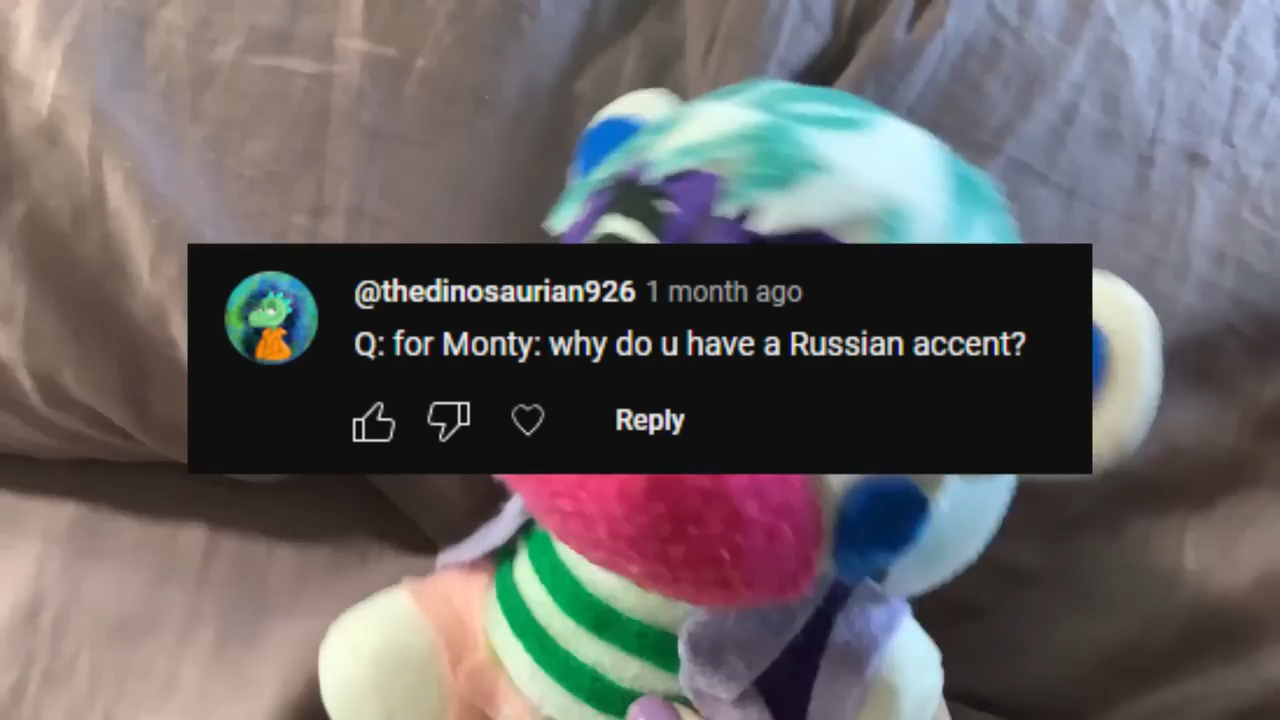 @thedinosaurian926 1 month ago
Q: for Monty: why do u have a Russian accent?
Reply